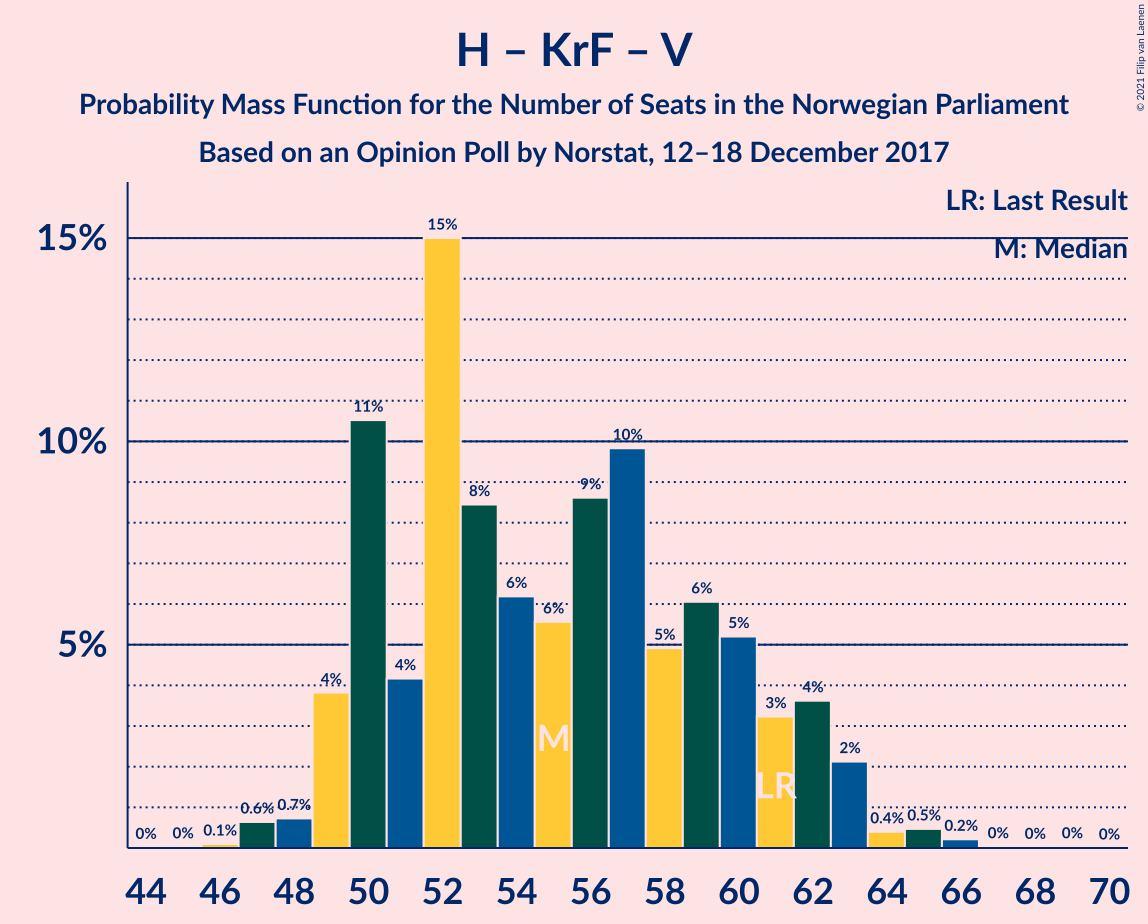 H – KrF – V
Probability Mass Function for the Number of Seats in the Norwegian Parliament
Based on an Opinion Poll by Norstat, 12–18 December 2017
© 2021 Filip van Laenen
LR: Last Result
M: Median
15%
10%
5%
0% 0% 0.1% 0.6% 0.7% 4% 11% 4% 15% 8% 6% 6% 9% 10% 5% 6% 5% 3% 4% 2% 0.4% 0.5% 0.2% 0% 0% 0% 0%
M
LR
44 46 48 50 52 54 56 58 60 62 64 66 68 70